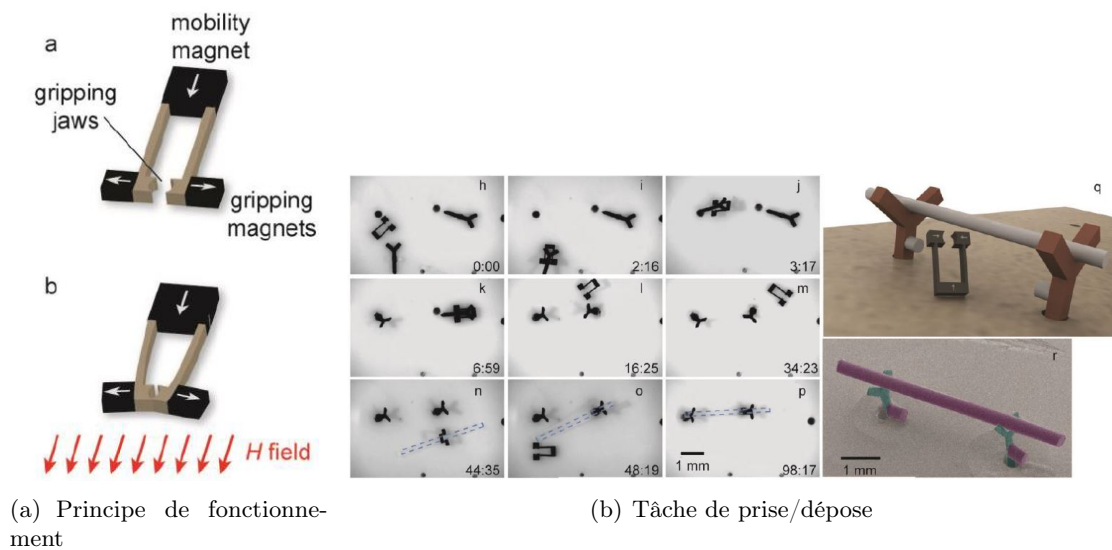 a
mobility
magnet
gripping
jaws
gripping
magnets
b
H field
h
0:00
i
2:16
j
3:17
k
6:59
l
16:25
m
34:23
n
44:35
o
48:19
p
1 mm
98:17
q
r
1 mm
(a) Principe de fonctionne-
ment
(b) Tâche de prise/dépose